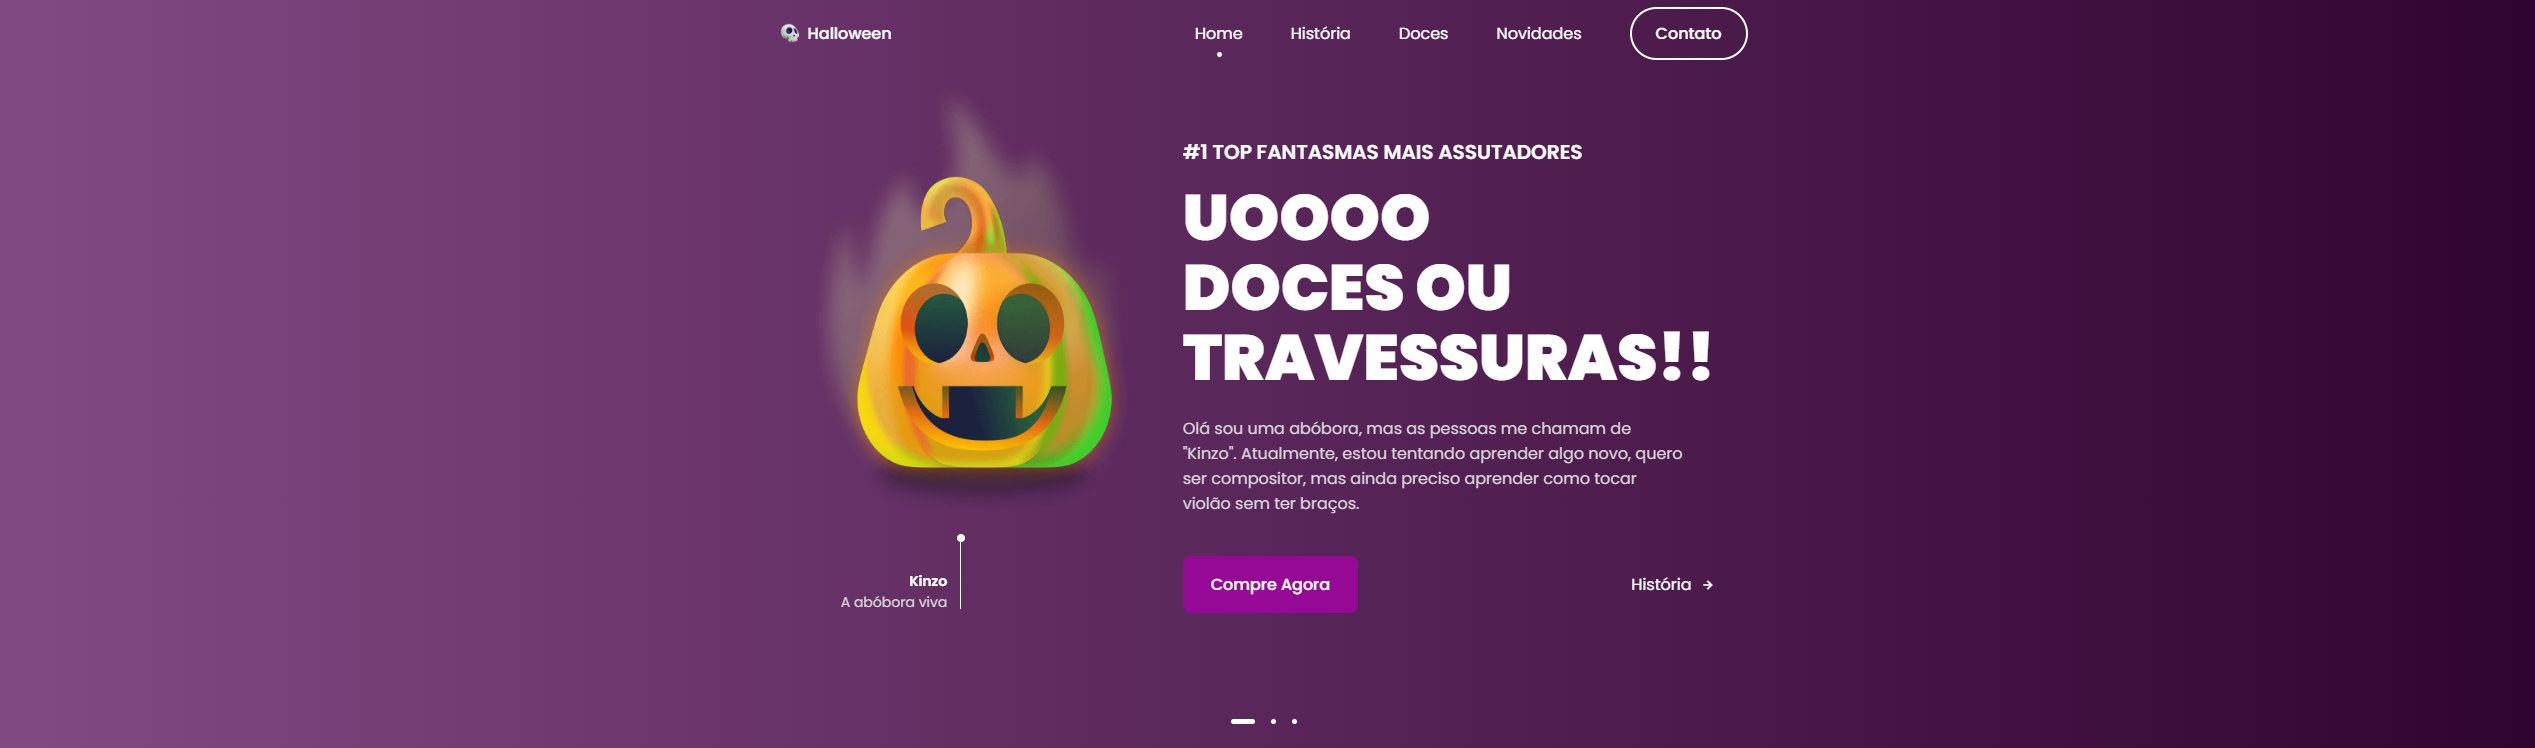 Halloween
Home
História
Doces
Novidades
Contato
#1 TOP FANTASMAS MAIS ASSUTADORES
UOOOO
DOCES OU
TRAVESSURAS!!
Olá sou uma abóbora, mas as pessoas me chamam de
"Kinzo". Atualmente, estou tentando aprender algo novo, quero
ser compositor, mas ainda preciso aprender como tocar
violão sem ter braços.
Kinzo
A abóbora viva
Compre Agora
História →